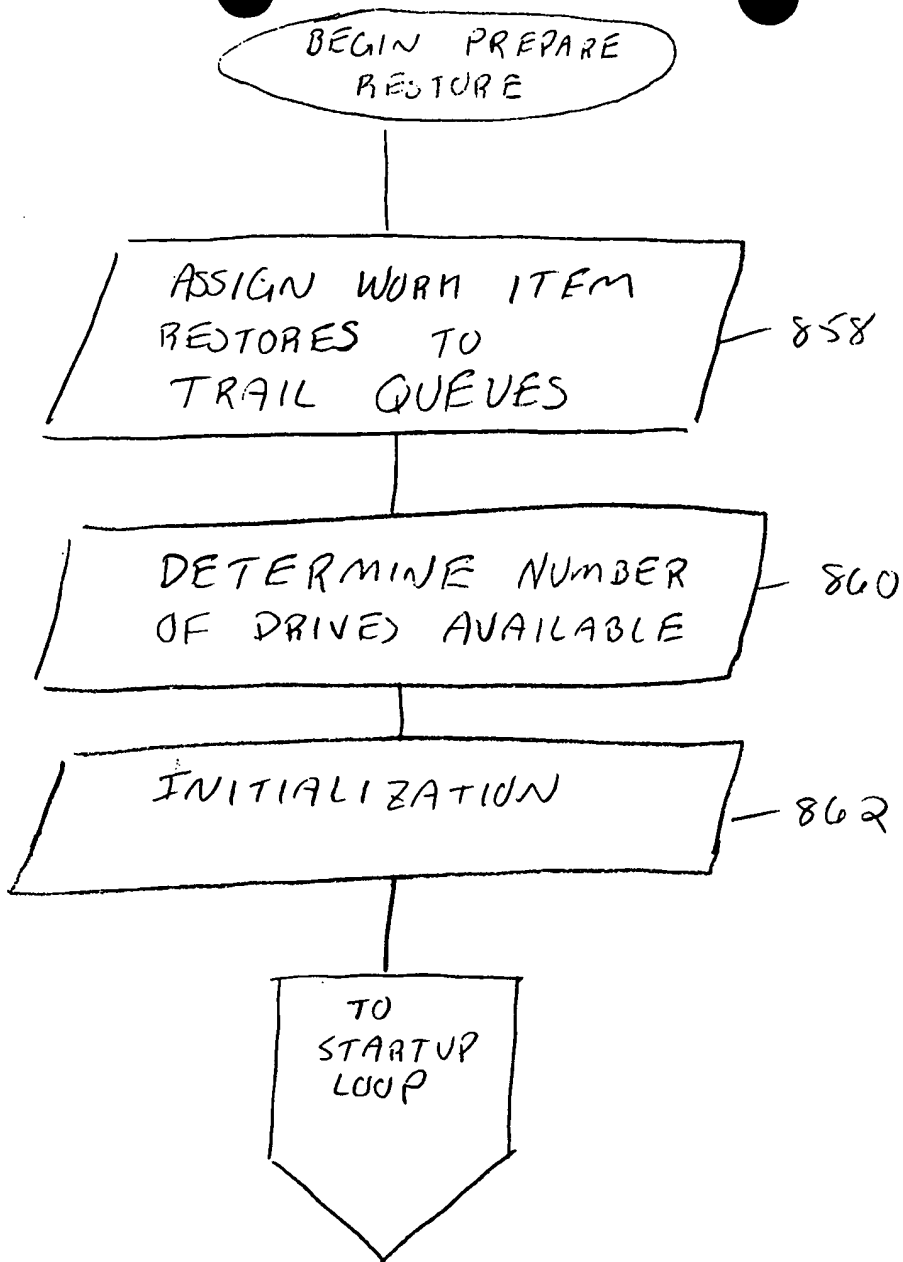 BEGIN PREPARE
RESTORE
ASSIGN WORK ITEM
RESTORES TO
TRAIL QUEUES
858
DETERMINE NUMBER
OF DRIVES AVAILABLE
860
INITIALIZATION
862
TO
STARTUP
LOOP